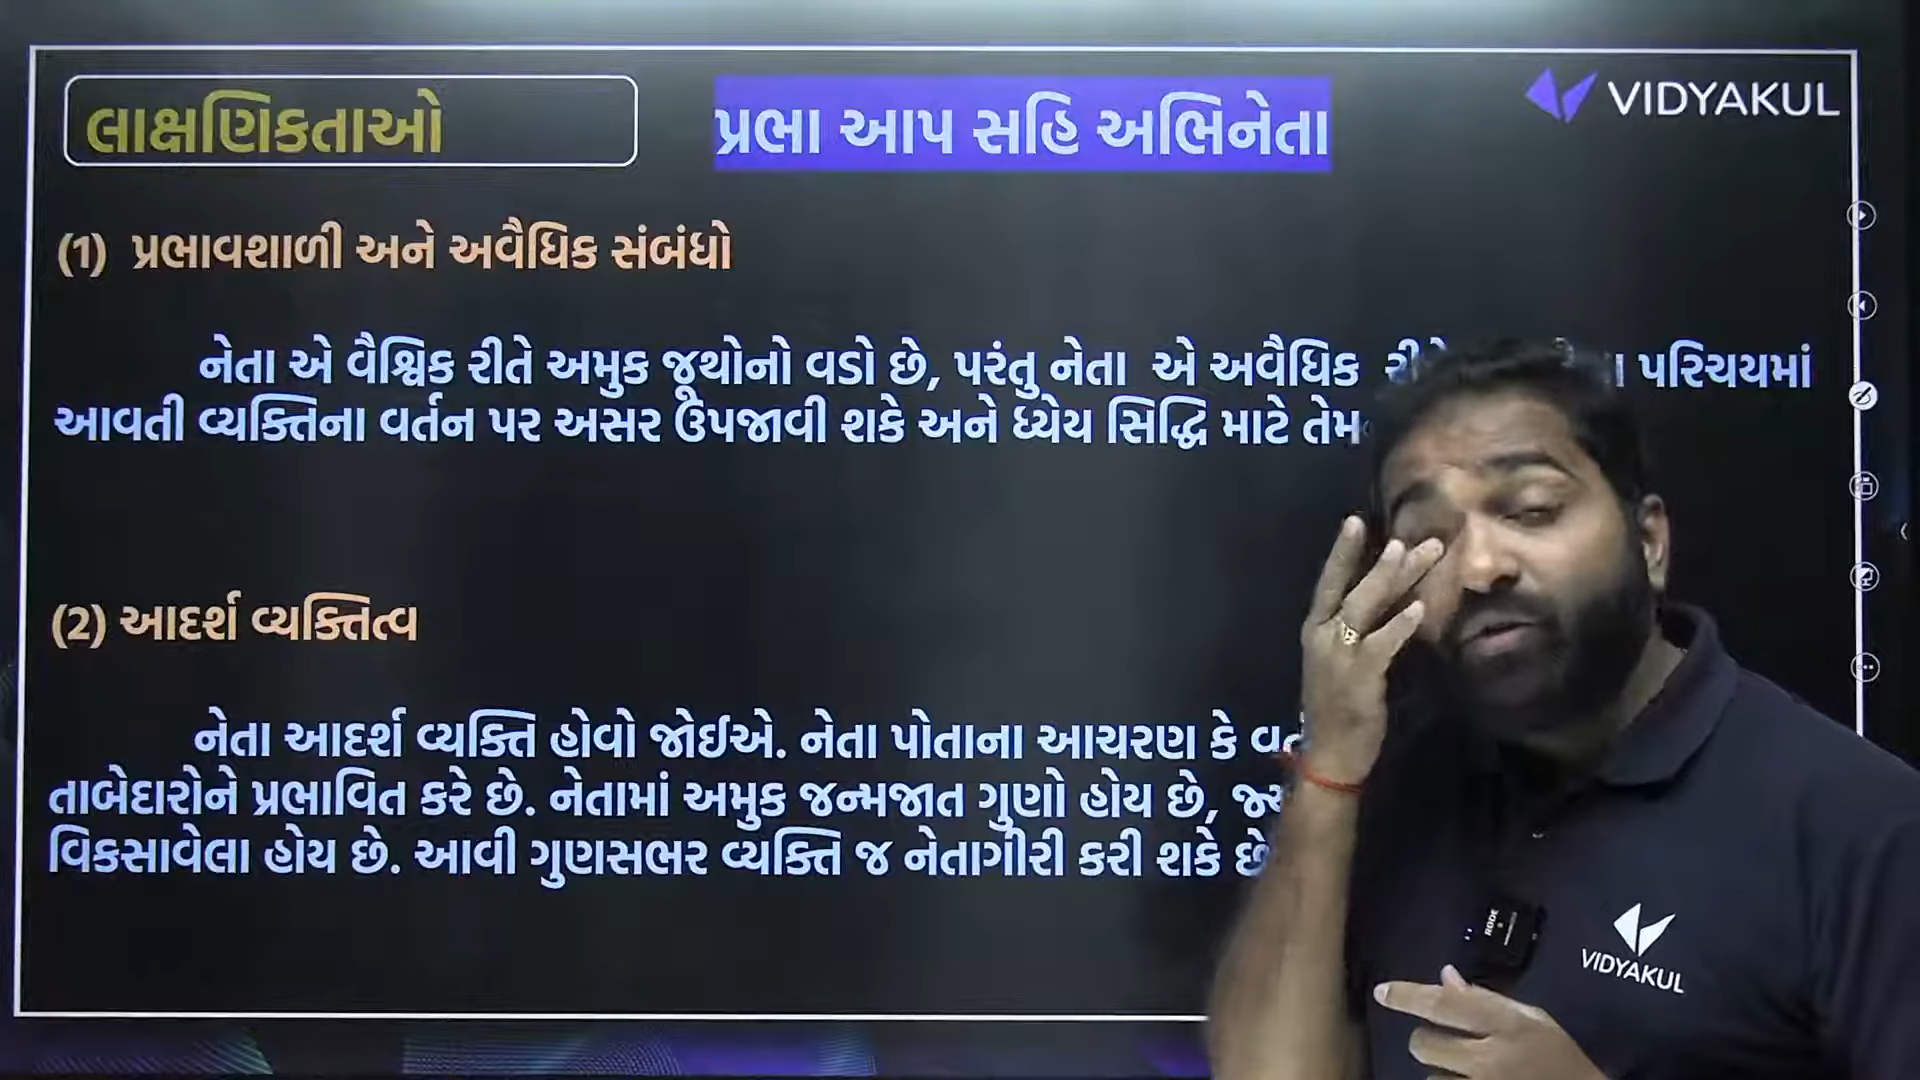 લાક્ષણિકતાઓ
પ્રભા આપ સહિ અભિનેતા
VIDYAKUL
(1) પ્રભાવશાળી અને અવૈધિક સંબંધો
નેતા એ વૈશ્વિક રીતે અમુક જૂથોનો વડો છે, પરંતુ નેતા એ અવૈધિક પરિચયમાં
આવતી વ્યક્તિના વર્તન પર અસર ઉપજાવી શકે અને ધ્યેય સિદ્ધિ માટે
(2) આદર્શ વ્યક્તિત્વ
નેતા આદર્શ વ્યક્તિ હોવો જોઈએ. નેતા પોતાના આચરણ કે
તાબેદારોને પ્રભાવિત કરે છે. નેતામાં અમુક જન્મજાત ગુણો હોય છે,
વિકસાવેલા હોય છે. આવી ગુણસભર વ્યક્તિ જ નેતાગીરી કરી શકે છે
RODE
VIDYAKUL